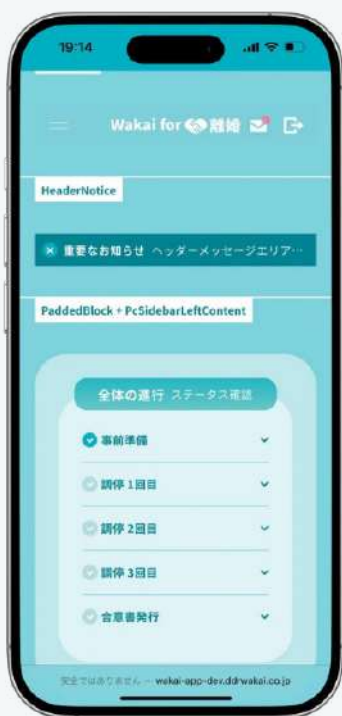 19:14
Wakai for 離婚
HeaderNotice
重要なお知らせ ヘッダーメッセージエリア…
PaddedBlock + PcSidebarLeftContent
全体の進行 ステータス確認
事前準備
調停 1回目
調停 2回目
調停 3回目
合意書発行
安全ではありません — wakai-app-dev.ddrwakai.co.jp